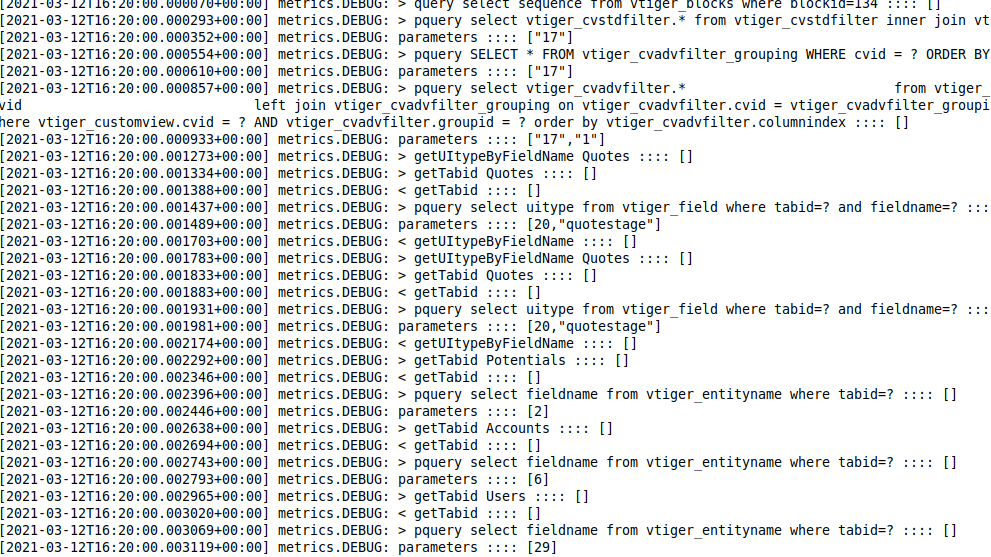 [2021-03-12T16:20:00.000070+00:00] metrics.DEBUG: > query select sequence from vtiger_blocks where blockid=134 :::: []
[2021-03-12T16:20:00.000293+00:00] metrics.DEBUG: > pquery select vtiger_cvstdfilter.* from vtiger_cvstdfilter inner join vt
[2021-03-12T16:20:00.000352+00:00] metrics.DEBUG: parameters :::: ["17"]
[2021-03-12T16:20:00.000554+00:00] metrics.DEBUG: > pquery SELECT * FROM vtiger_cvadvfilter_grouping WHERE cvid = ? ORDER BY
[2021-03-12T16:20:00.000610+00:00] metrics.DEBUG: parameters :::: ["17"]
[2021-03-12T16:20:00.000857+00:00] metrics.DEBUG: > pquery select vtiger_cvadvfilter.* from vtiger_
vid left join vtiger_cvadvfilter_grouping on vtiger_cvadvfilter.cvid = vtiger_cvadvfilter_groupi
here vtiger_customview.cvid = ? AND vtiger_cvadvfilter.groupid = ? order by vtiger_cvadvfilter.columnindex :::: []
[2021-03-12T16:20:00.000933+00:00] metrics.DEBUG: parameters :::: ["17","1"]
[2021-03-12T16:20:00.001273+00:00] metrics.DEBUG: > getUItypeByFieldName Quotes :::: []
[2021-03-12T16:20:00.001334+00:00] metrics.DEBUG: > getTabid Quotes :::: []
[2021-03-12T16:20:00.001388+00:00] metrics.DEBUG: < getTabid :::: []
[2021-03-12T16:20:00.001437+00:00] metrics.DEBUG: > pquery select uitype from vtiger_field where tabid=? and fieldname=? :::
[2021-03-12T16:20:00.001489+00:00] metrics.DEBUG: parameters :::: [20,"quotestage"]
[2021-03-12T16:20:00.001703+00:00] metrics.DEBUG: < getUItypeByFieldName :::: []
[2021-03-12T16:20:00.001783+00:00] metrics.DEBUG: > getUItypeByFieldName Quotes :::: []
[2021-03-12T16:20:00.001833+00:00] metrics.DEBUG: > getTabid Quotes :::: []
[2021-03-12T16:20:00.001883+00:00] metrics.DEBUG: < getTabid :::: []
[2021-03-12T16:20:00.001931+00:00] metrics.DEBUG: > pquery select uitype from vtiger_field where tabid=? and fieldname=? :::
[2021-03-12T16:20:00.001981+00:00] metrics.DEBUG: parameters :::: [20,"quotestage"]
[2021-03-12T16:20:00.002174+00:00] metrics.DEBUG: < getUItypeByFieldName :::: []
[2021-03-12T16:20:00.002292+00:00] metrics.DEBUG: > getTabid Potentials :::: []
[2021-03-12T16:20:00.002346+00:00] metrics.DEBUG: < getTabid :::: []
[2021-03-12T16:20:00.002396+00:00] metrics.DEBUG: > pquery select fieldname from vtiger_entityname where tabid=? :::: []
[2021-03-12T16:20:00.002446+00:00] metrics.DEBUG: parameters :::: [2]
[2021-03-12T16:20:00.002638+00:00] metrics.DEBUG: > getTabid Accounts :::: []
[2021-03-12T16:20:00.002694+00:00] metrics.DEBUG: < getTabid :::: []
[2021-03-12T16:20:00.002743+00:00] metrics.DEBUG: > pquery select fieldname from vtiger_entityname where tabid=? :::: []
[2021-03-12T16:20:00.002793+00:00] metrics.DEBUG: parameters :::: [6]
[2021-03-12T16:20:00.002965+00:00] metrics.DEBUG: > getTabid Users :::: []
[2021-03-12T16:20:00.003020+00:00] metrics.DEBUG: < getTabid :::: []
[2021-03-12T16:20:00.003069+00:00] metrics.DEBUG: > pquery select fieldname from vtiger_entityname where tabid=? :::: []
[2021-03-12T16:20:00.003119+00:00] metrics.DEBUG: parameters :::: [29]